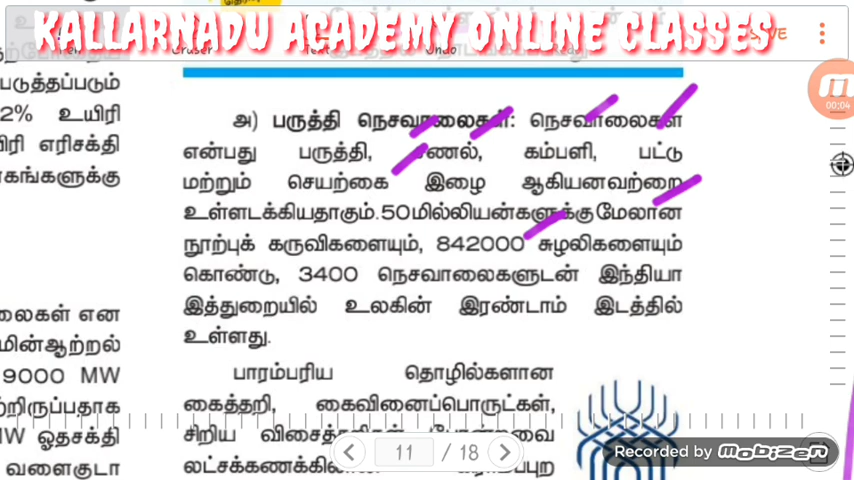 KALLARNADU ACADEMY ONLINE CLASSES
00:04
படுத்தப்படும்
2% உயிரி
ரி எரிசக்தி
கங்களுக்கு
லைகள் என
மின்ஆற்றல்
9000 MW
ற்றிருப்பதாக
MW ஓதசக்தி
வளைகுடா
அ) பருத்தி நெசவாலைகள்: நெசவாலைகள்
என்பது பருத்தி, சணல், கம்பளி, பட்டு
மற்றும் செயற்கை இழை ஆகியனவற்றை
உள்ளடக்கியதாகும். 50 மில்லியன்களுக்கு மேலான
நூற்புக் கருவிகளையும், 842000 சுழலிகளையும்
கொண்டு, 3400 நெசவாலைகளுடன் இந்தியா
இத்துறையில் உலகின் இரண்டாம் இடத்தில்
உள்ளது.
பாரம்பரிய தொழில்களான
கைத்தறி, கைவினைப்பொருட்கள்,
சிறிய
11 / 18
Recorded by MOBIZEN